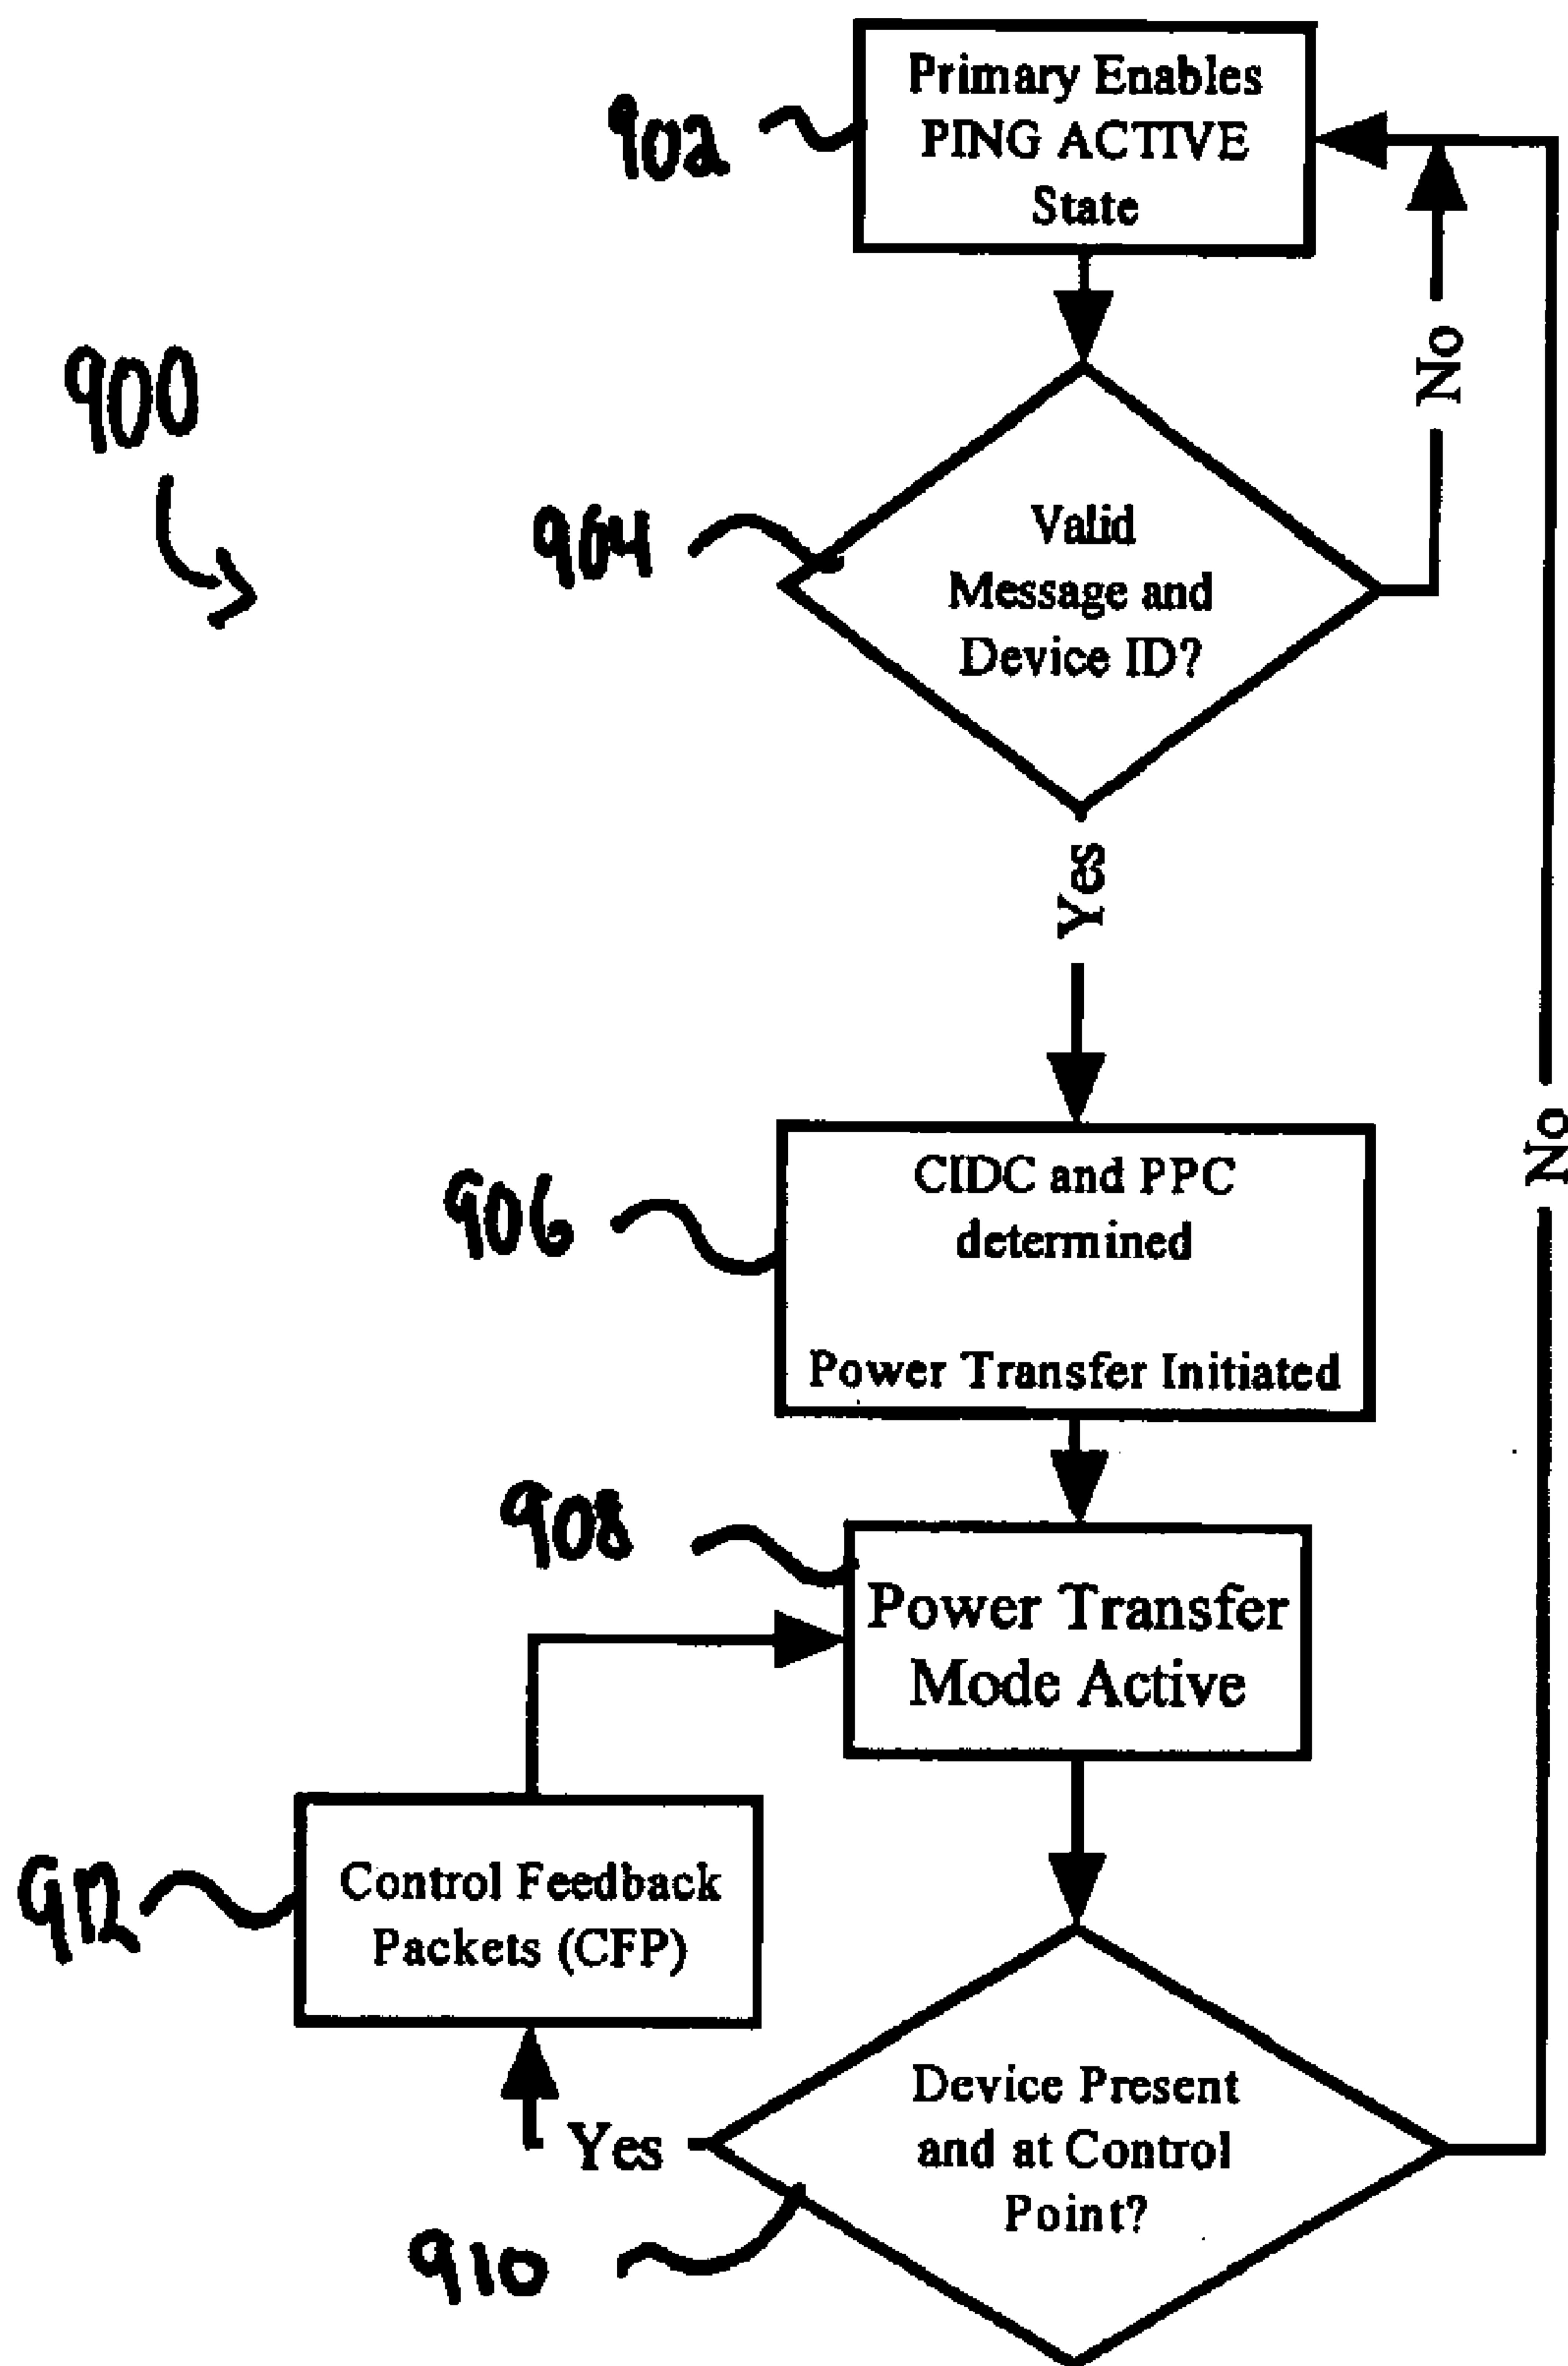 902
Primary Enables
PING ACTIVE
State
900
No
904
Valid
Message and
Device ID?
Yes
No
906
CIDC and PPC
determined
Power Transfer Initiated
908
Power Transfer
Mode Active
912
Control Feedback
Packets (CFP)
Yes
Device Present
and at Control
Point?
910